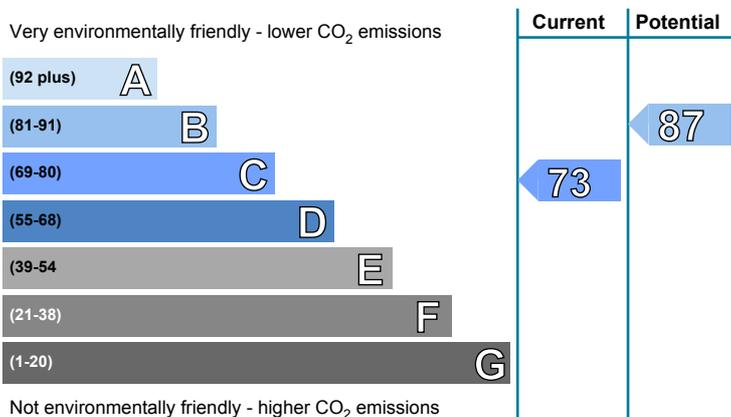 Very environmentally friendly - lower CO2 emissions
Current
Potential
(92 plus) A
(81-91) B
87
(69-80) C
73
(55-68) D
(39-54 E
(21-38) F
(1-20) G
Not environmentally friendly - higher CO2 emissions